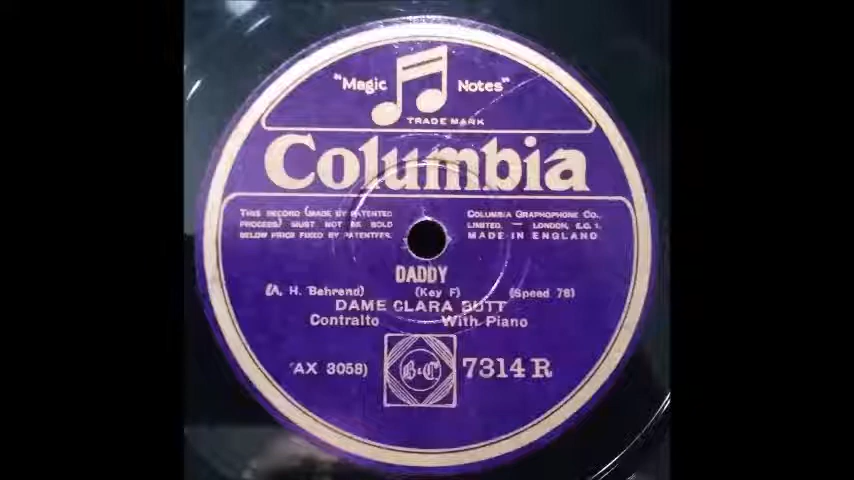 "Magic Notes"
TRADE MARK
Columbia
THIS RECORD (MADE BY PATENTED
PROCESS) MUST NOT BE SOLD
BELOW PRICE FIXED BY PATENTEES.
COLUMBIA GRAPHOPHONE CO.,
LIMITED. — LONDON, E.C. 1.
MADE IN ENGLAND
DADDY
(A. H. Behrend) (Key F) (Speed 78)
DAME CLARA BUTT
Contralto With Piano
(AX 3058) B&C 7314 R